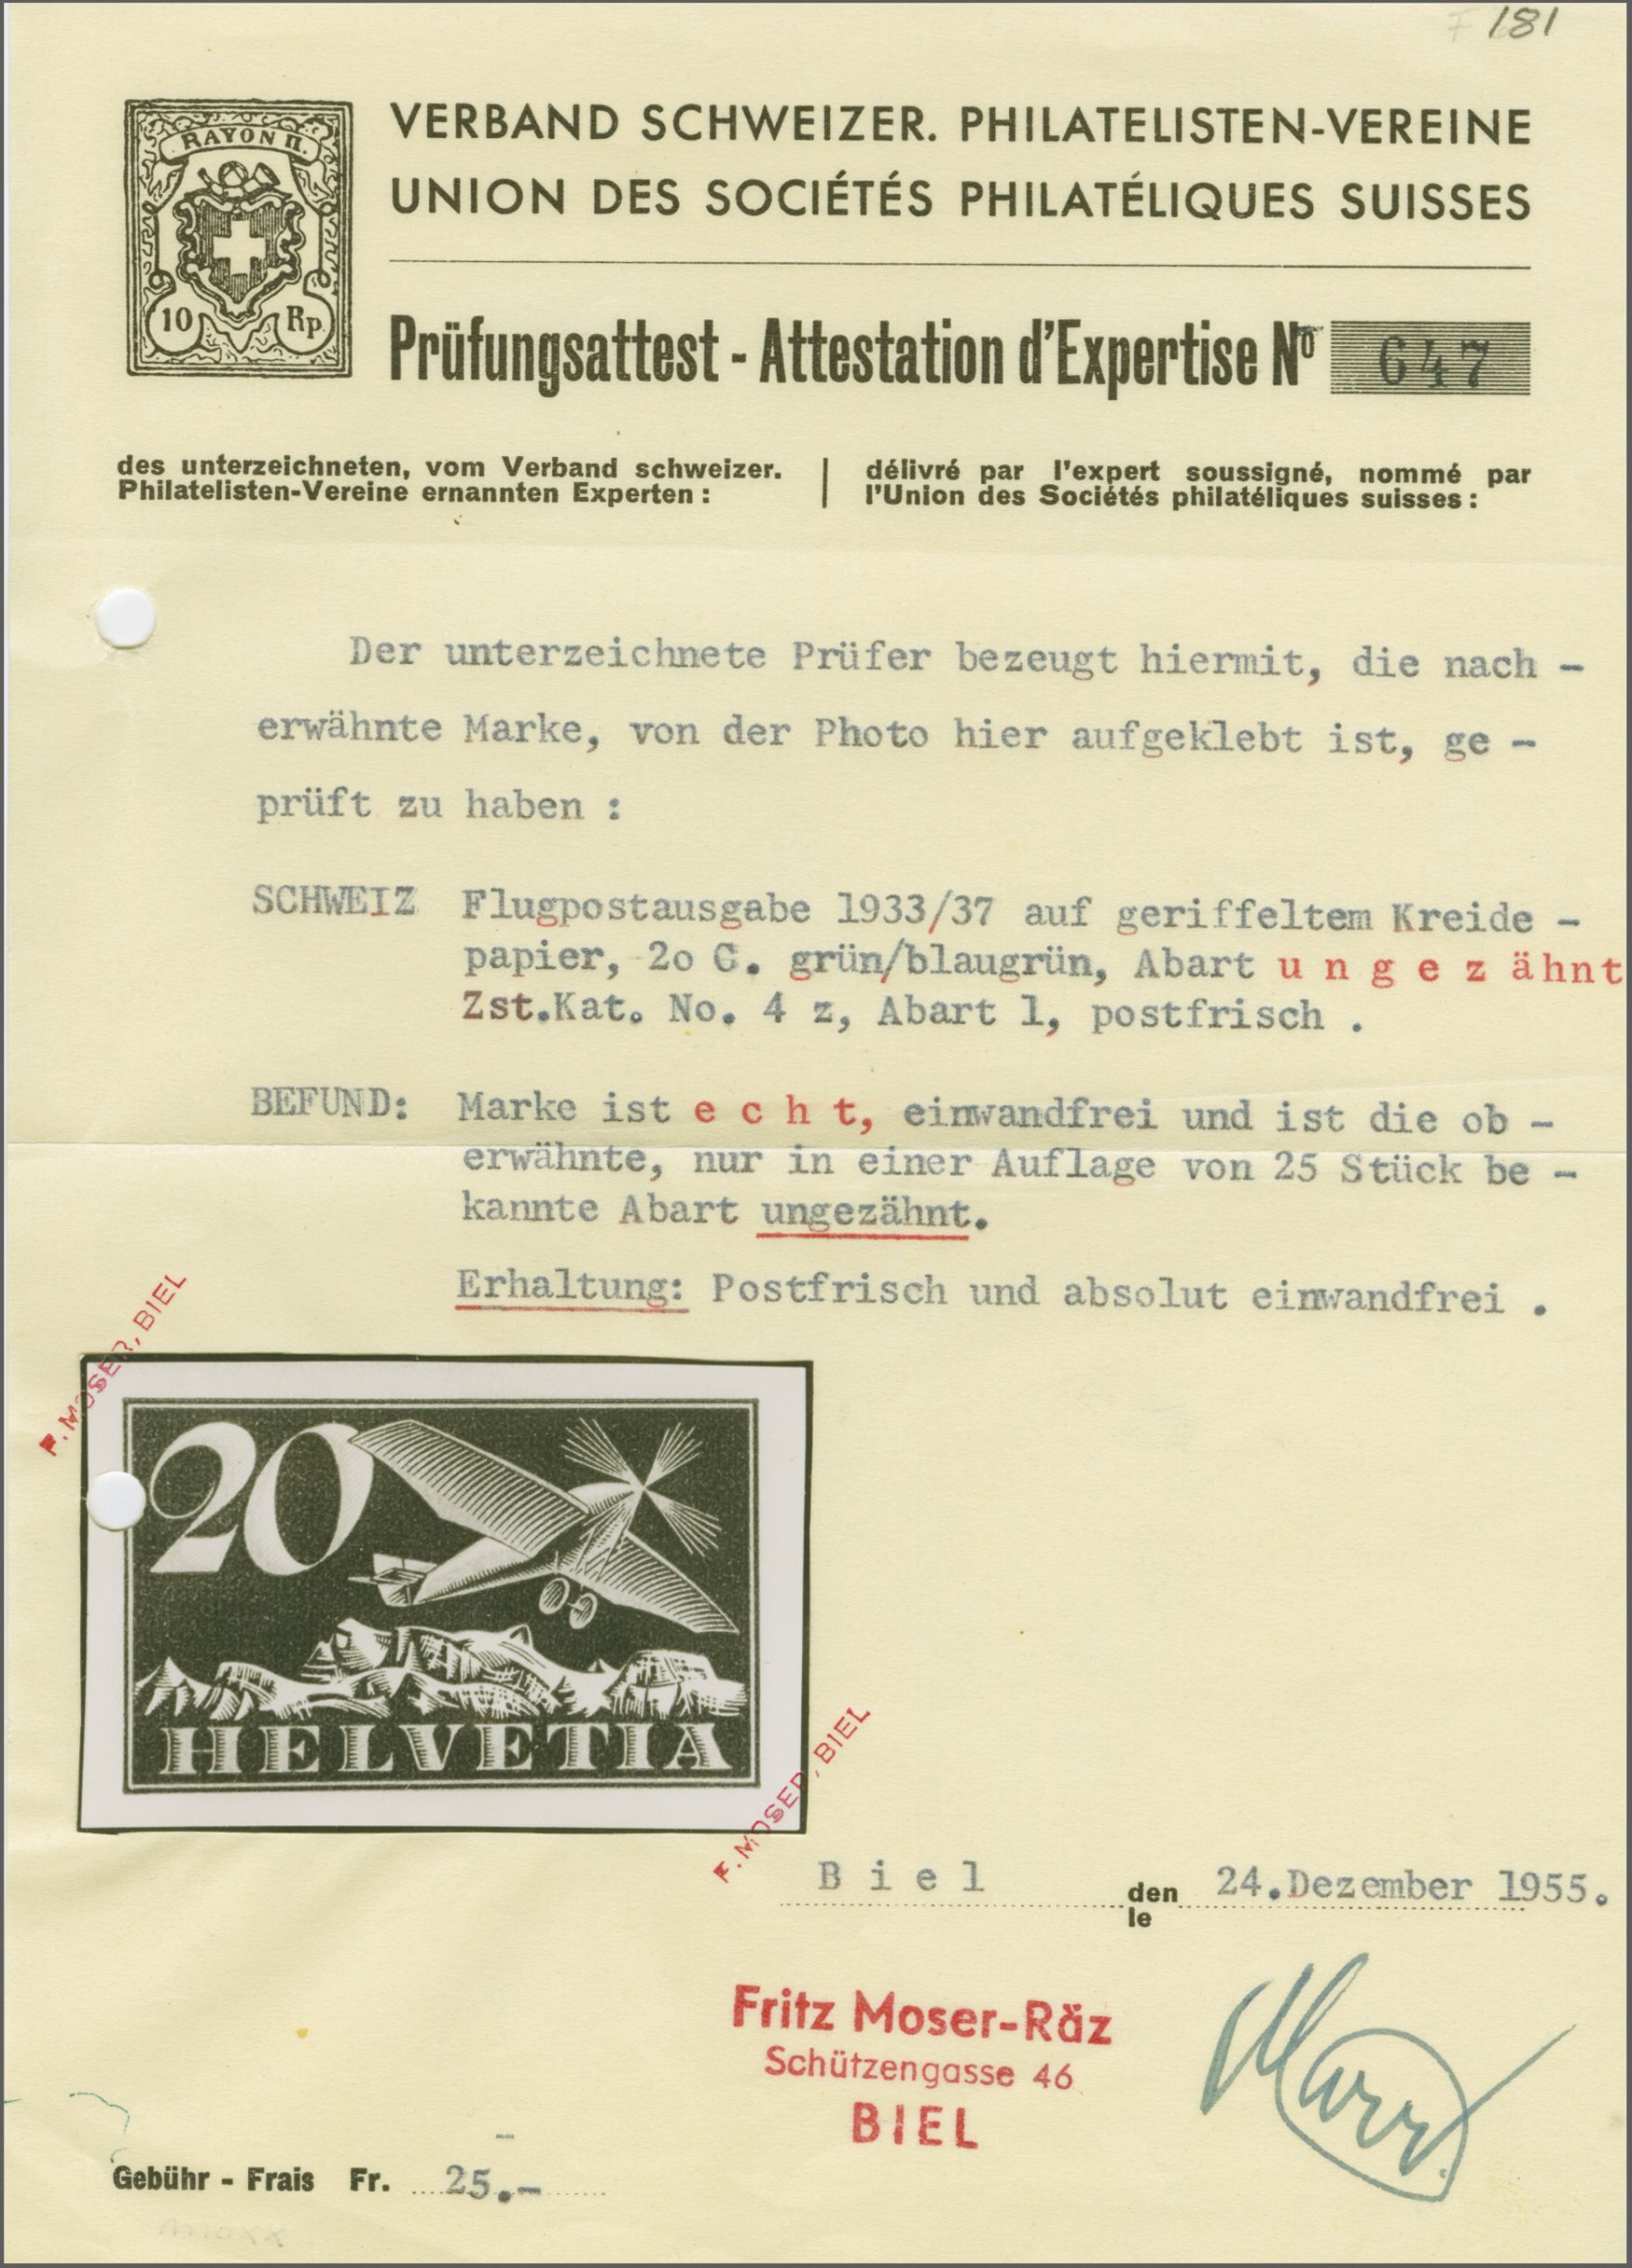 181
VERBAND SCHWEIZER. PHILATELISTEN-VEREINE
UNION DES SOCIÉTÉS PHILATÉLIQUES SUISSES
RAYON II.
10 Rp
Prüfungsattest - Attestation d'Expertise No 647
des unterzeichneten, vom Verband schweizer.
Philatelisten-Vereine ernannten Experten :
délivré par l'expert soussigné, nommé par
l'Union des Sociétés philatéliques suisses :
Der unterzeichnete Prüfer bezeugt hiermit, die nach -
erwähnte Marke, von der Photo hier aufgeklebt ist, ge -
prüft zu haben :
SCHWEIZ Flugpostausgabe 1933/37 auf geriffeltem Kreide -
papier, 2o C. grün/blaugrün, Abart u n g e z ähnt
Zst.Kat. No. 4 z, Abart 1, postfrisch .
BEFUND: Marke ist e c h t, einwandfrei und ist die ob -
erwähnte, nur in einer Auflage von 25 Stück be -
kannte Abart ungezähnt.
Erhaltung: Postfrisch und absolut einwandfrei .
F. MOSER, BIEL
20
HELVETIA
F. MOSER, BIEL
B i e l den 24.Dezember 1955.
le
Fritz Moser-Räz
Schützengasse 46
BIEL
Gebühr - Frais Fr. 25.-